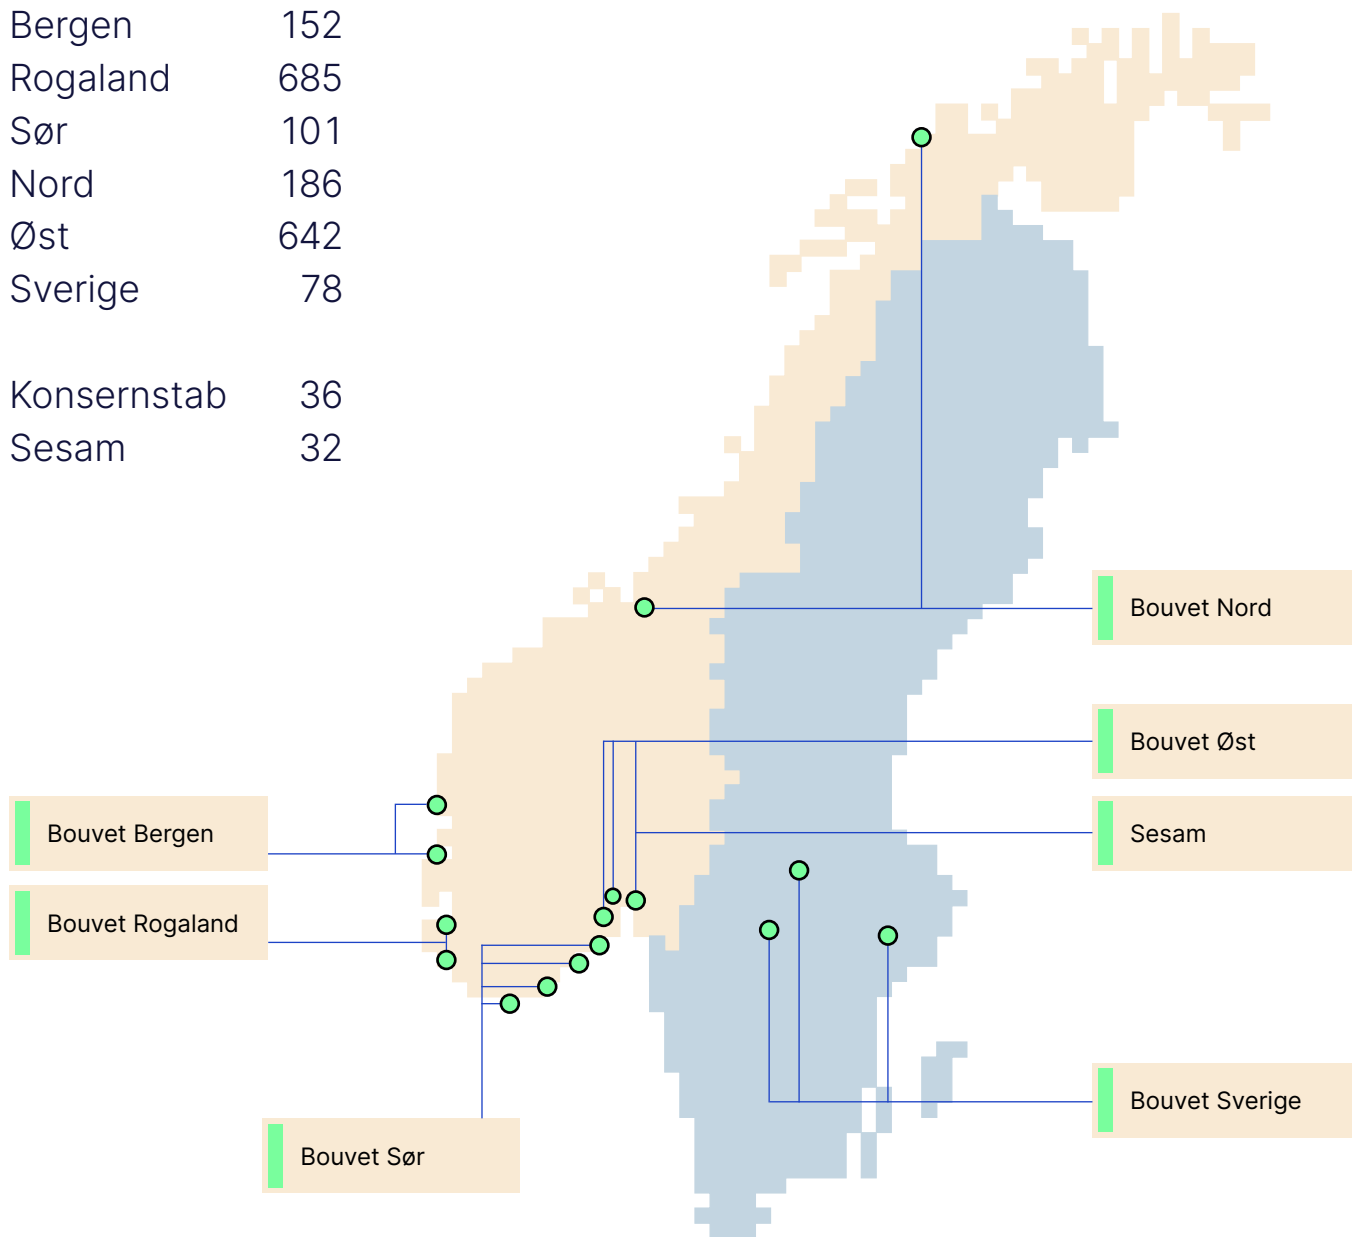 Bergen 152
Rogaland 685
Sør 101
Nord 186
Øst 642
Sverige 78
Konsernstab 36
Sesam 32
Bouvet Nord
Bouvet Øst
Bouvet Bergen
Sesam
Bouvet Rogaland
Bouvet Sverige
Bouvet Sør